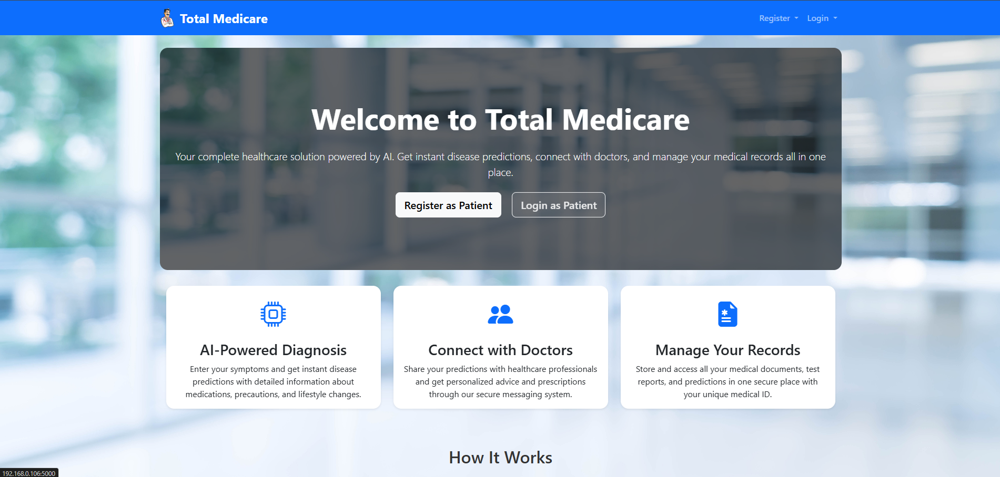 Total Medicare
Register
Login
Welcome to Total Medicare
Your complete healthcare solution powered by AI. Get instant disease predictions, connect with doctors, and manage your medical records all in one
place.
Register as Patient
Login as Patient
AI-Powered Diagnosis
Enter your symptoms and get instant disease
predictions with detailed information about
medications, precautions, and lifestyle changes.
Connect with Doctors
Share your predictions with healthcare professionals
and get personalized advice and prescriptions
through our secure messaging system.
Manage Your Records
Store and access all your medical documents, test
reports, and predictions in one secure place with
your unique medical ID.
How It Works
192.168.0.106:5000